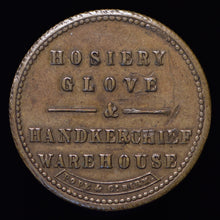 HOSIERY
GLOVE
&
HANDKERCHIEF
WAREHOUSE